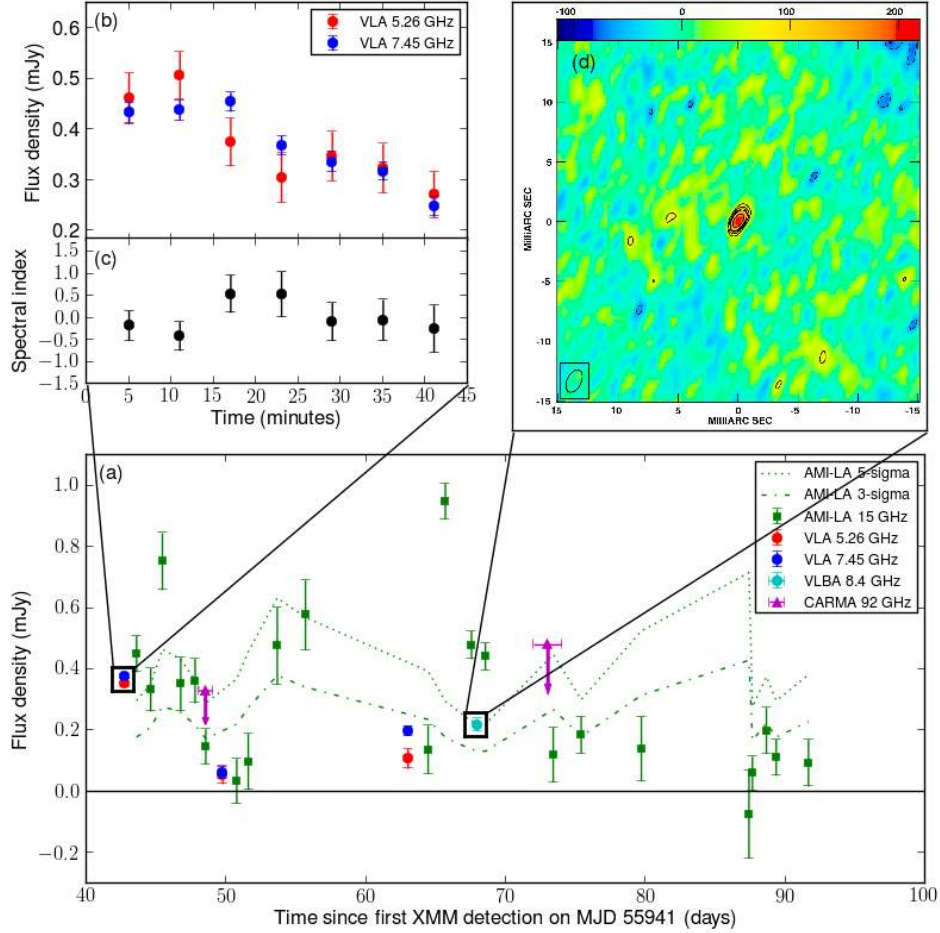 (b)
VLA 5.26 GHz
VLA 7.45 GHz
Flux density (mJy)
0.6
0.5
0.4
0.3
0.2
(c)
Spectral index
1.5
1.0
0.5
0.0
−0.5
−1.0
−1.5
0 5 10 15 20 25 30 35 40 45
Time (minutes)
-100 0 100 200
(d)
MilliARC SEC
15
10
5
0
-5
-10
-15
15 10 5 0 -5 -10 -15
MilliARC SEC
(a)
AMI-LA 5-sigma
AMI-LA 3-sigma
AMI-LA 15 GHz
VLA 5.26 GHz
VLA 7.45 GHz
VLBA 8.4 GHz
CARMA 92 GHz
Flux density (mJy)
1.0
0.8
0.6
0.4
0.2
0.0
−0.2
40 50 60 70 80 90 100
Time since first XMM detection on MJD 55941 (days)